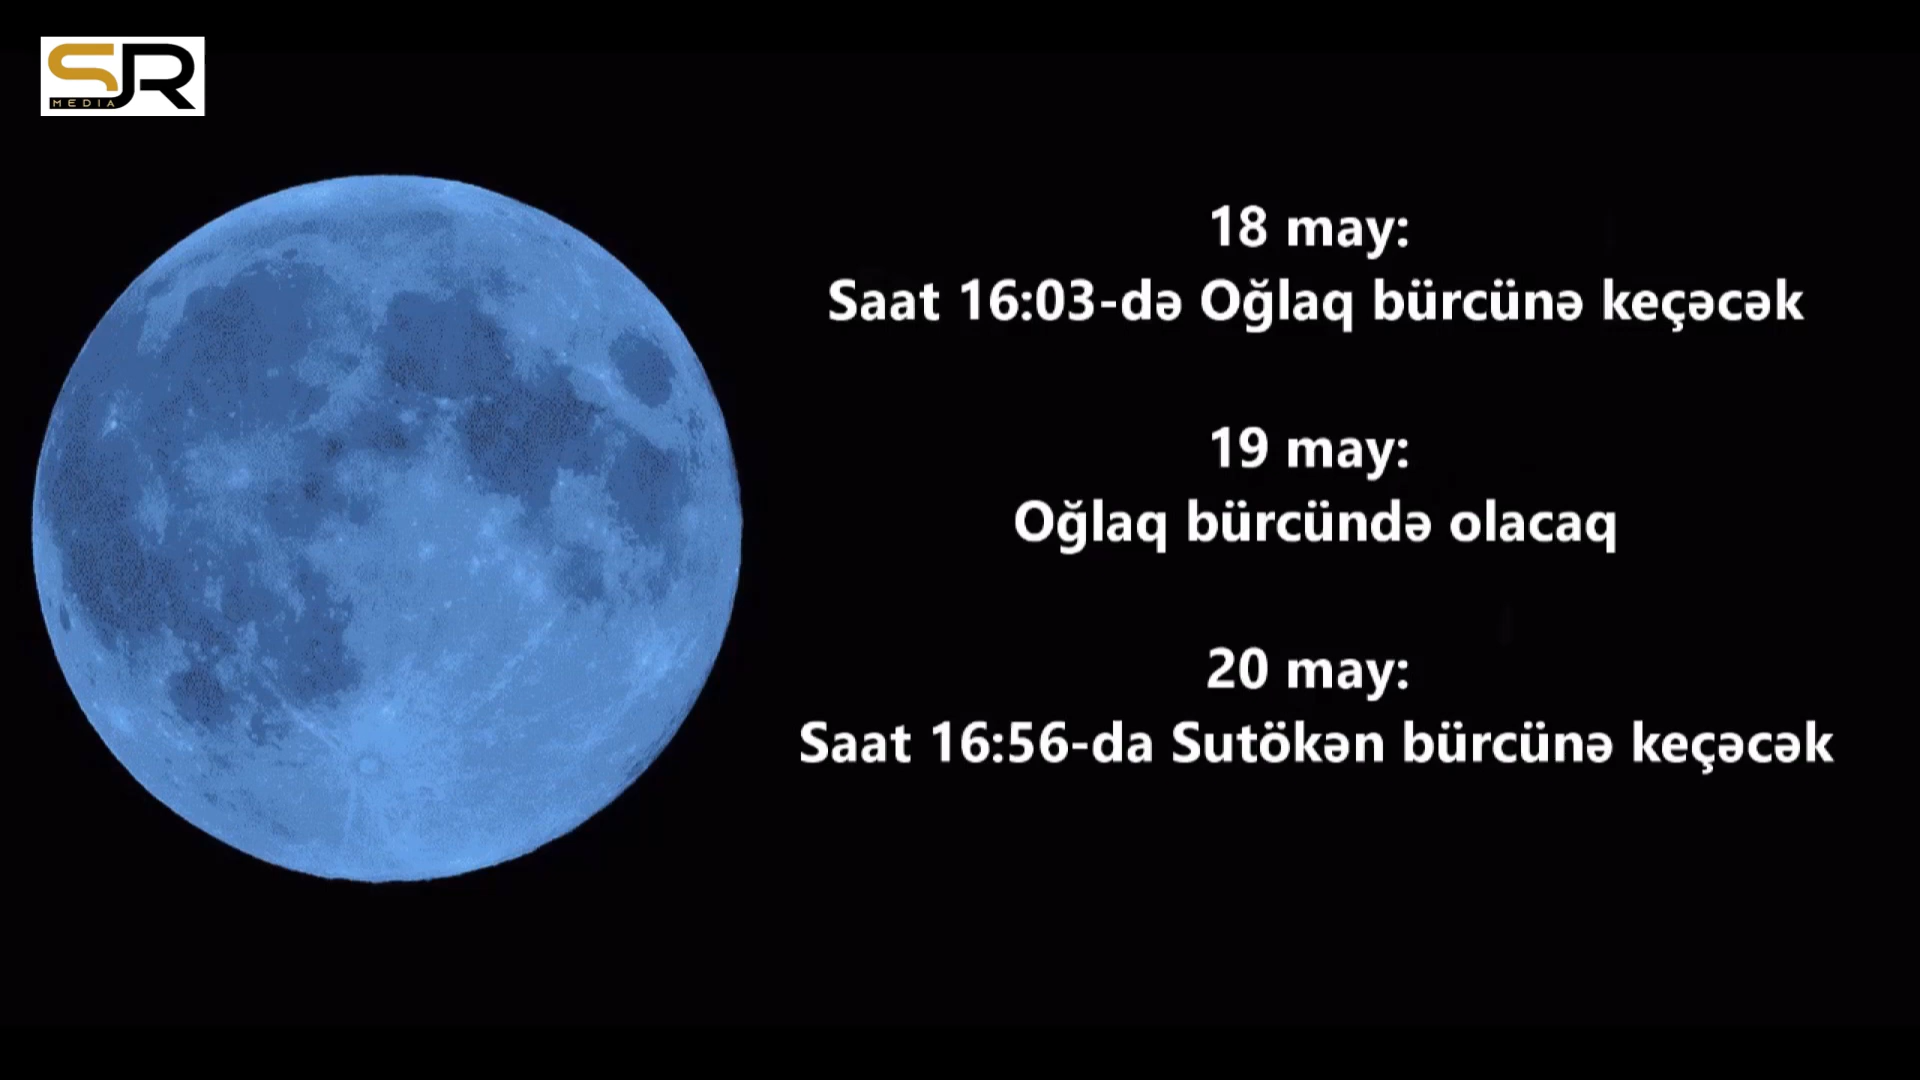 SR
MEDIA
18 may:
Saat 16:03-də Oğlaq bürcünə keçəcək
19 may:
Oğlaq bürcündə olacaq
20 may:
Saat 16:56-da Sutökən bürcünə keçəcək